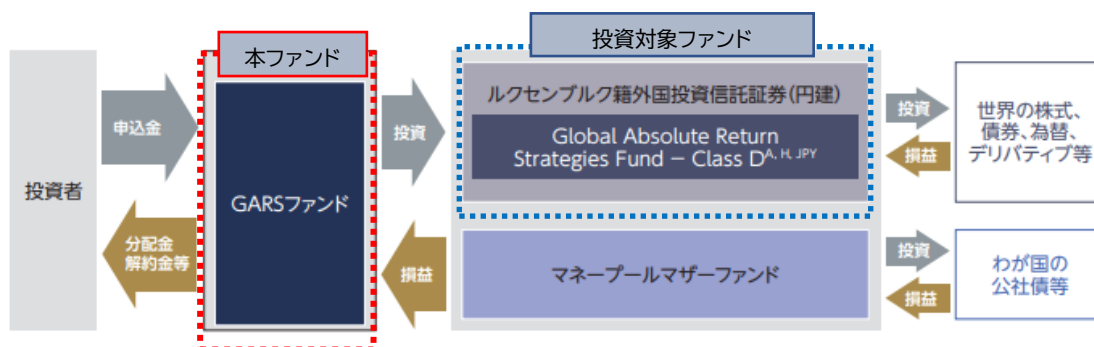 本ファンド
投資対象ファンド
投資者
申込金
分配金
解約金等
GARSファンド
投資
損益
ルクセンブルク籍外国投資信託証券(円建)
Global Absolute Return
Strategies Fund – Class D^A, H, JPY
マネープールマザーファンド
投資
損益
世界の株式、
債券、為替、
デリバティブ等
投資
損益
わが国の
公社債等